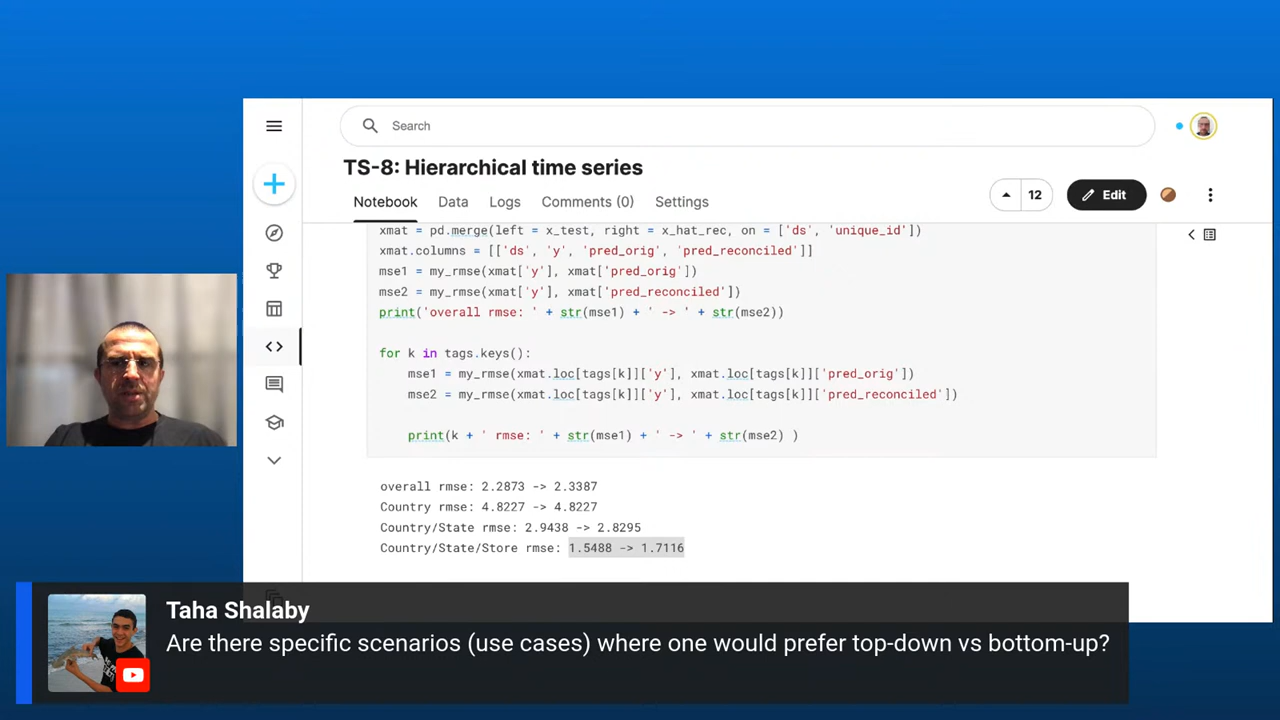 Search
TS-8: Hierarchical time series
Notebook Data Logs Comments (0) Settings
12
Edit
xmat = pd.merge(left = x_test, right = x_hat_rec, on = ['ds', 'unique_id'])
xmat.columns = [['ds', 'y', 'pred_orig', 'pred_reconciled']]
mse1 = my_rmse(xmat['y'], xmat['pred_orig'])
mse2 = my_rmse(xmat['y'], xmat['pred_reconciled'])
print('overall rmse: ' + str(mse1) + ' -> ' + str(mse2))
for k in tags.keys():
mse1 = my_rmse(xmat.loc[tags[k]]['y'], xmat.loc[tags[k]]['pred_orig'])
mse2 = my_rmse(xmat.loc[tags[k]]['y'], xmat.loc[tags[k]]['pred_reconciled'])
print(k + ' rmse: ' + str(mse1) + ' -> ' + str(mse2) )
overall rmse: 2.2873 -> 2.3387
Country rmse: 4.8227 -> 4.8227
Country/State rmse: 2.9438 -> 2.8295
Country/State/Store rmse: 1.5488 -> 1.7116
Taha Shalaby
Are there specific scenarios (use cases) where one would prefer top-down vs bottom-up?